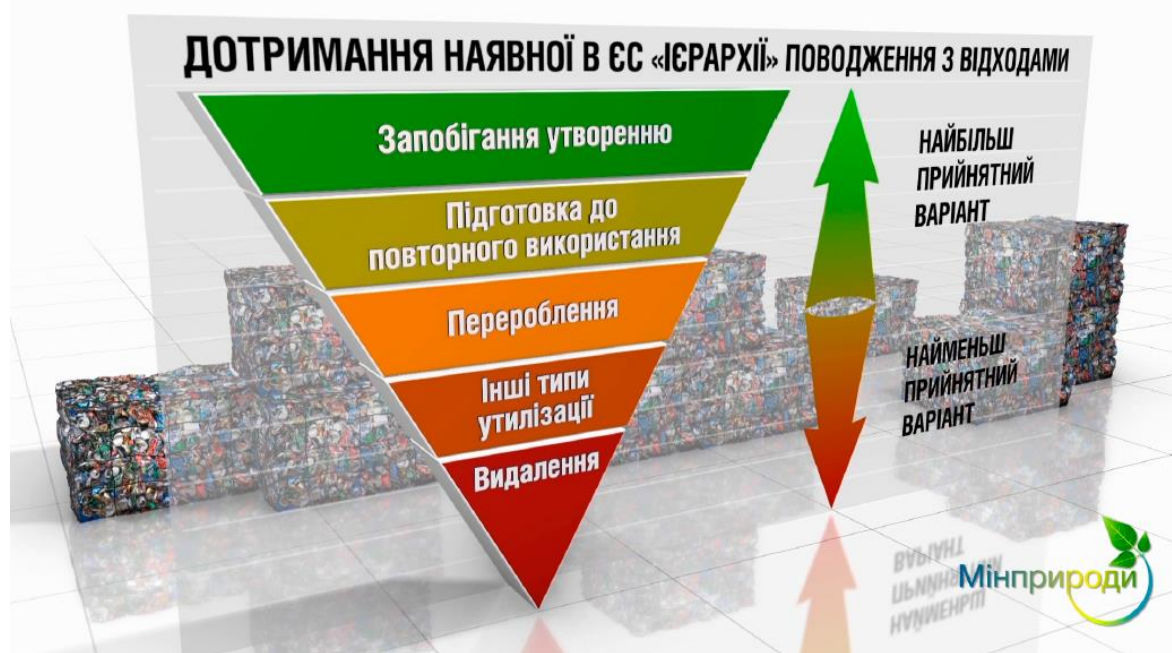 ДОТРИМАННЯ НАЯВНОЇ В ЄС «ІЄРАРХІЇ» ПОВОДЖЕННЯ З ВІДХОДАМИ
Запобігання утворенню
Підготовка до
повторного використання
Перероблення
Інші типи
утилізації
Видалення
НАЙБІЛЬШ
ПРИЙНЯТНИЙ
ВАРІАНТ
НАЙМЕНЬШ
ПРИЙНЯТНИЙ
ВАРІАНТ
Мінприроди